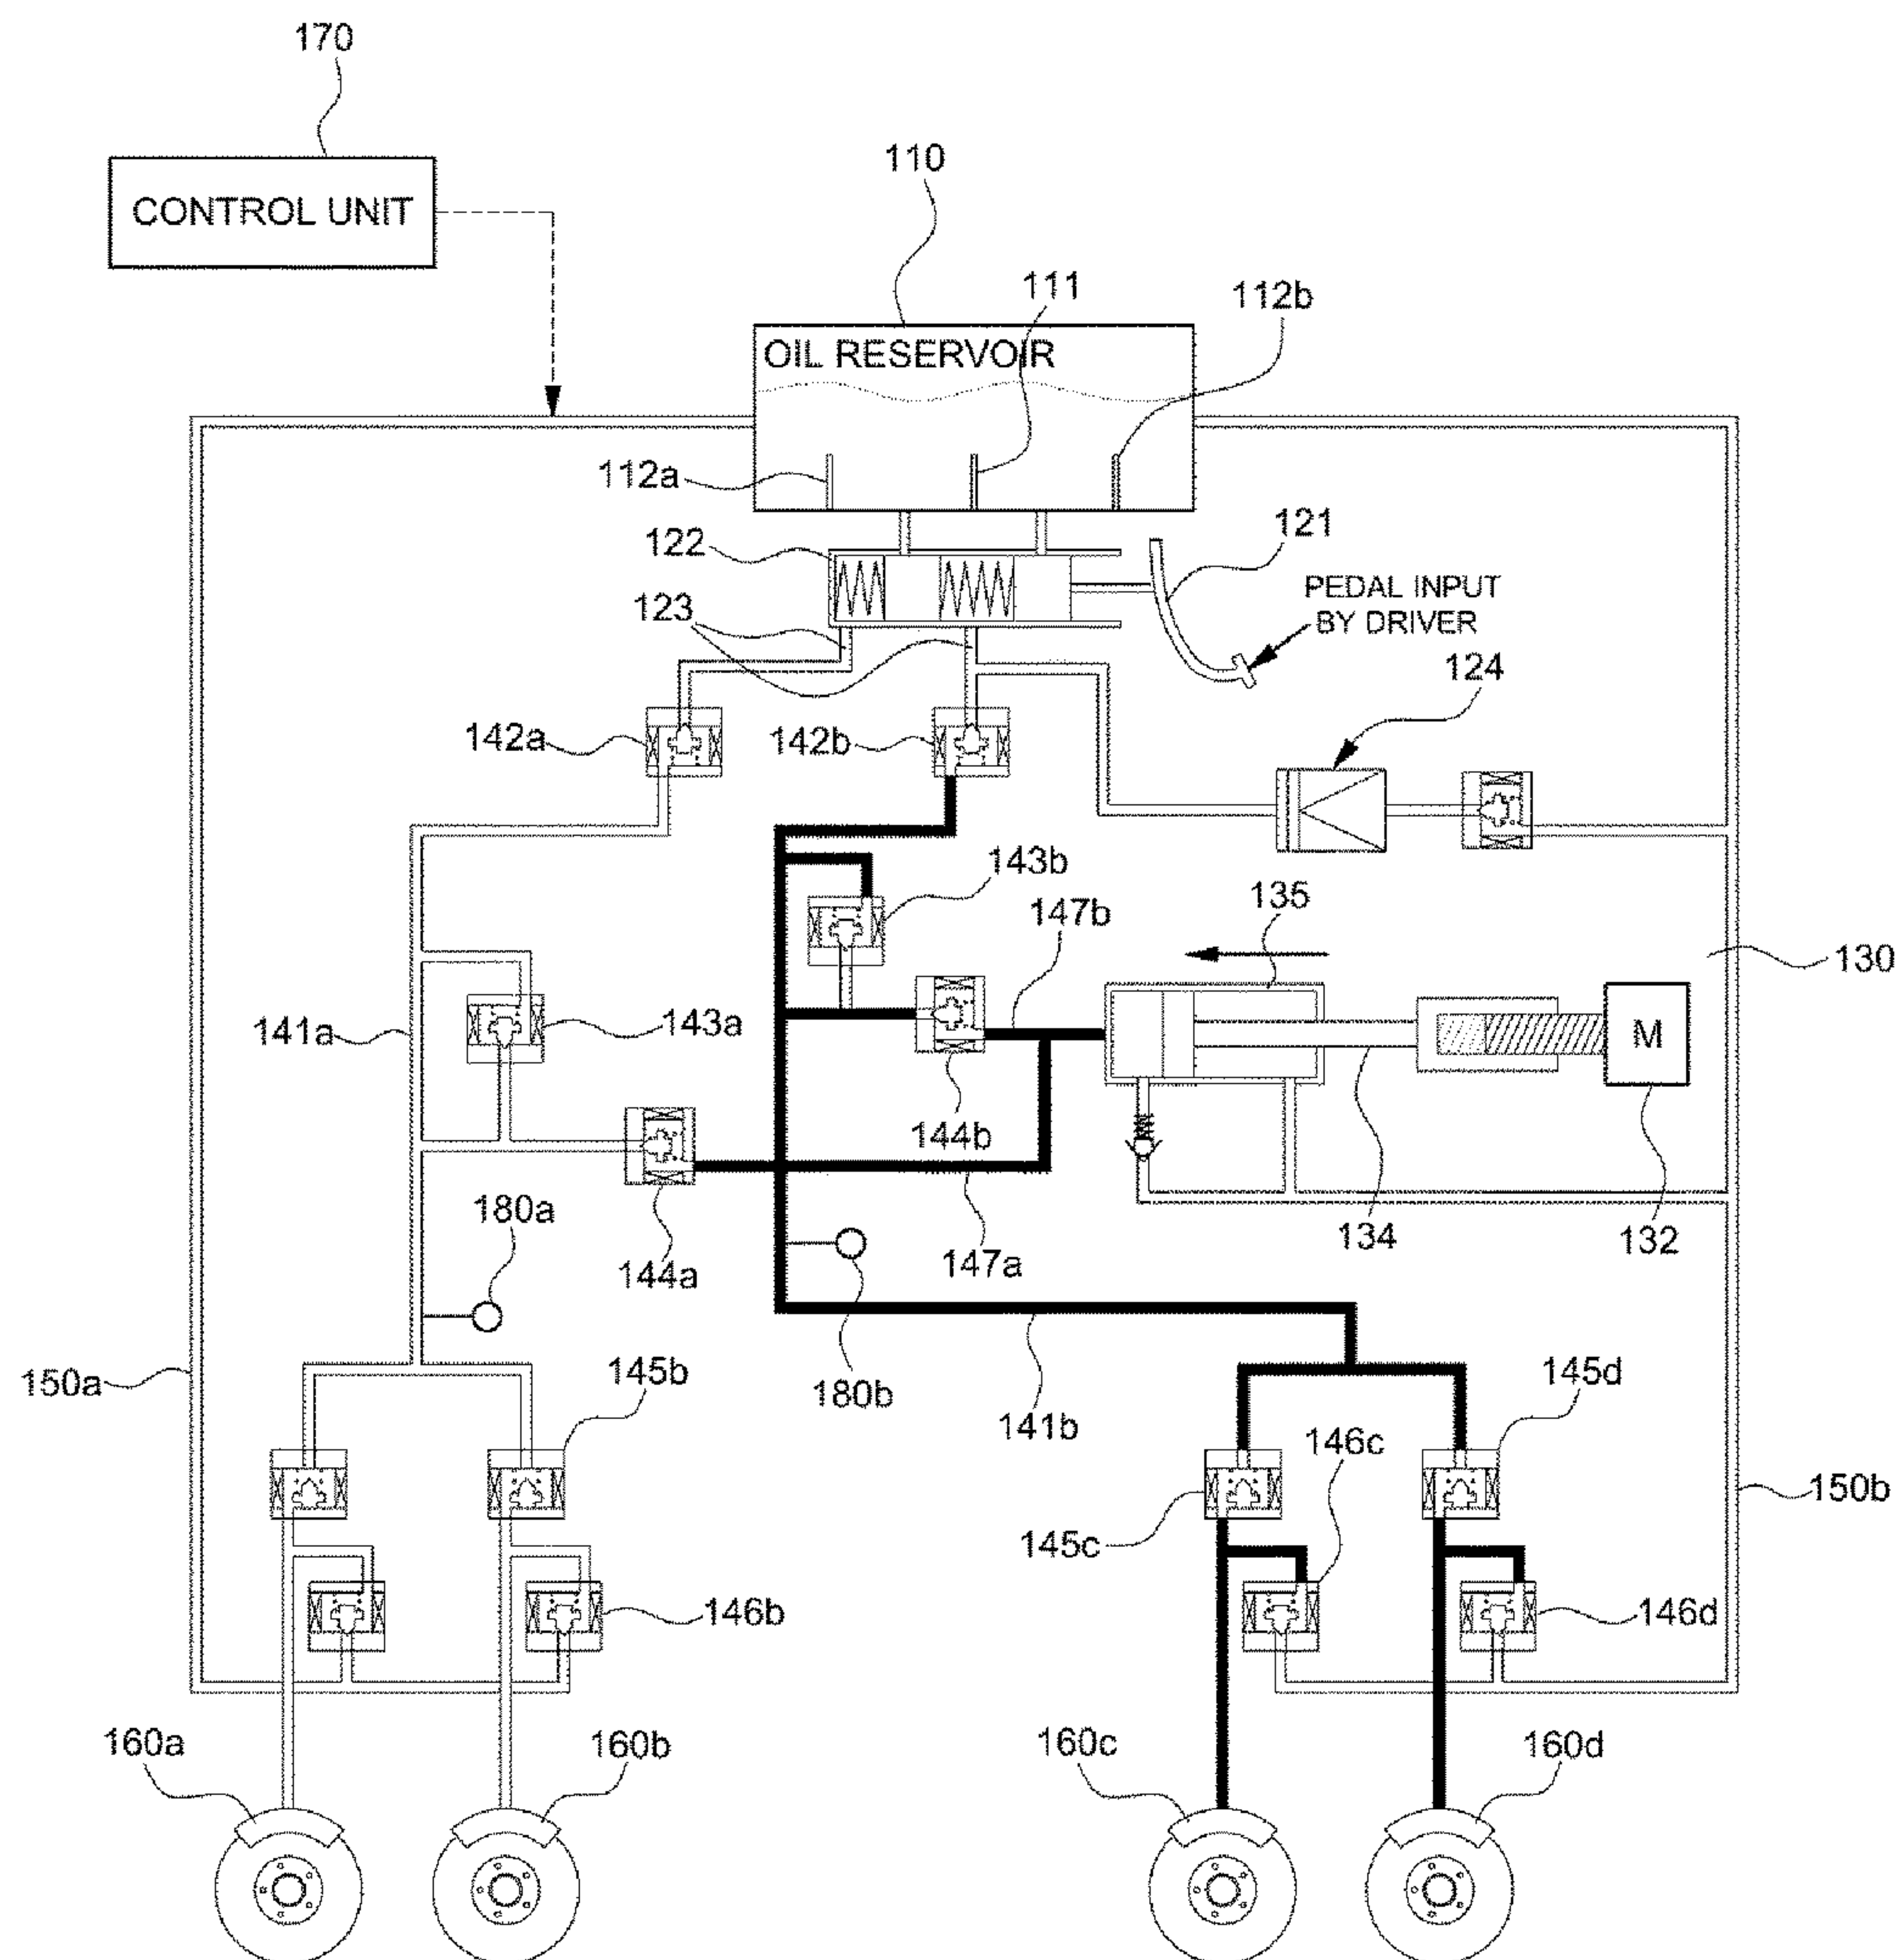 170
CONTROL UNIT
110
111
112b
OIL RESERVOIR
112a
122
121
123
PEDAL INPUT
BY DRIVER
124
142a
142b
143b
147b
135
130
141a
143a
M
144b
180a
144a
147a
134
132
150a
145b
180b
141b
146c
145d
150b
145c
146b
146d
160a
160b
160c
160d